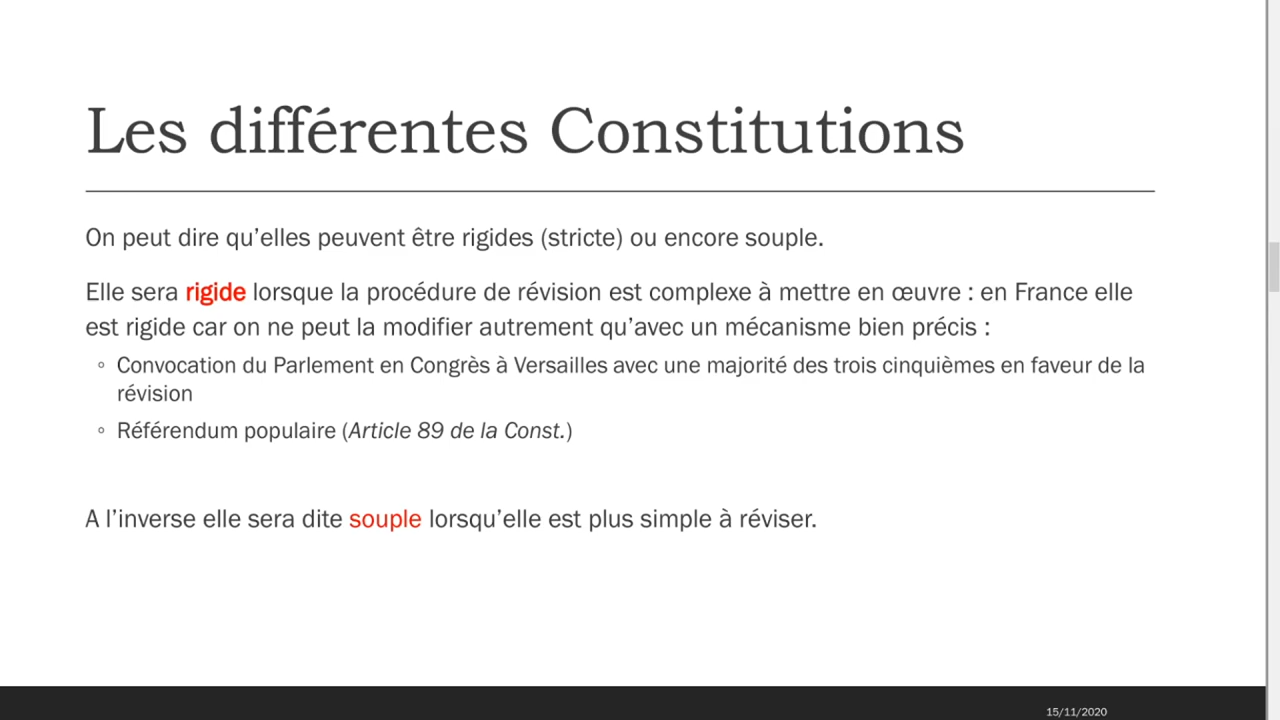 Les différentes Constitutions
On peut dire qu’elles peuvent être rigides (stricte) ou encore souple.
Elle sera rigide lorsque la procédure de révision est complexe à mettre en œuvre : en France elle
est rigide car on ne peut la modifier autrement qu’avec un mécanisme bien précis :
◦ Convocation du Parlement en Congrès à Versailles avec une majorité des trois cinquièmes en faveur de la
révision
◦ Référendum populaire (Article 89 de la Const.)
A l’inverse elle sera dite souple lorsqu’elle est plus simple à réviser.
15/11/2020